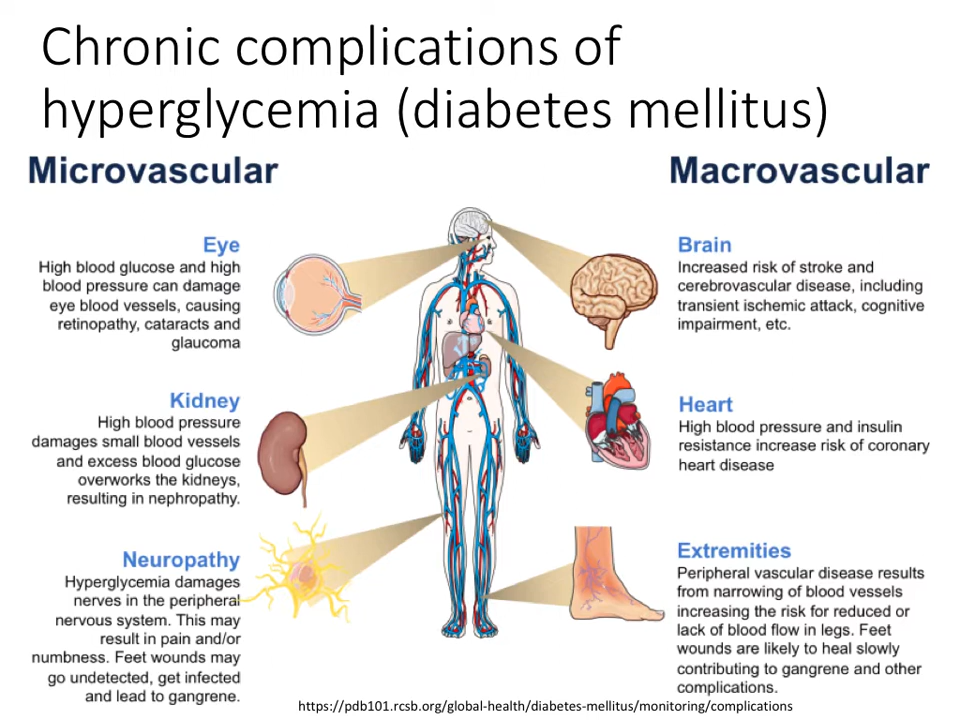 Chronic complications of
hyperglycemia (diabetes mellitus)
Microvascular
Eye
High blood glucose and high
blood pressure can damage
eye blood vessels, causing
retinopathy, cataracts and
glaucoma
Kidney
High blood pressure
damages small blood vessels
and excess blood glucose
overworks the kidneys,
resulting in nephropathy.
Neuropathy
Hyperglycemia damages
nerves in the peripheral
nervous system. This may
result in pain and/or
numbness. Feet wounds may
go undetected, get infected
and lead to gangrene.
Macrovascular
Brain
Increased risk of stroke and
cerebrovascular disease, including
transient ischemic attack, cognitive
impairment, etc.
Heart
High blood pressure and insulin
resistance increase risk of coronary
heart disease
Extremities
Peripheral vascular disease results
from narrowing of blood vessels
increasing the risk for reduced or
lack of blood flow in legs. Feet
wounds are likely to heal slowly
contributing to gangrene and other
complications.
https://pdb101.rcsb.org/global-health/diabetes-mellitus/monitoring/complications